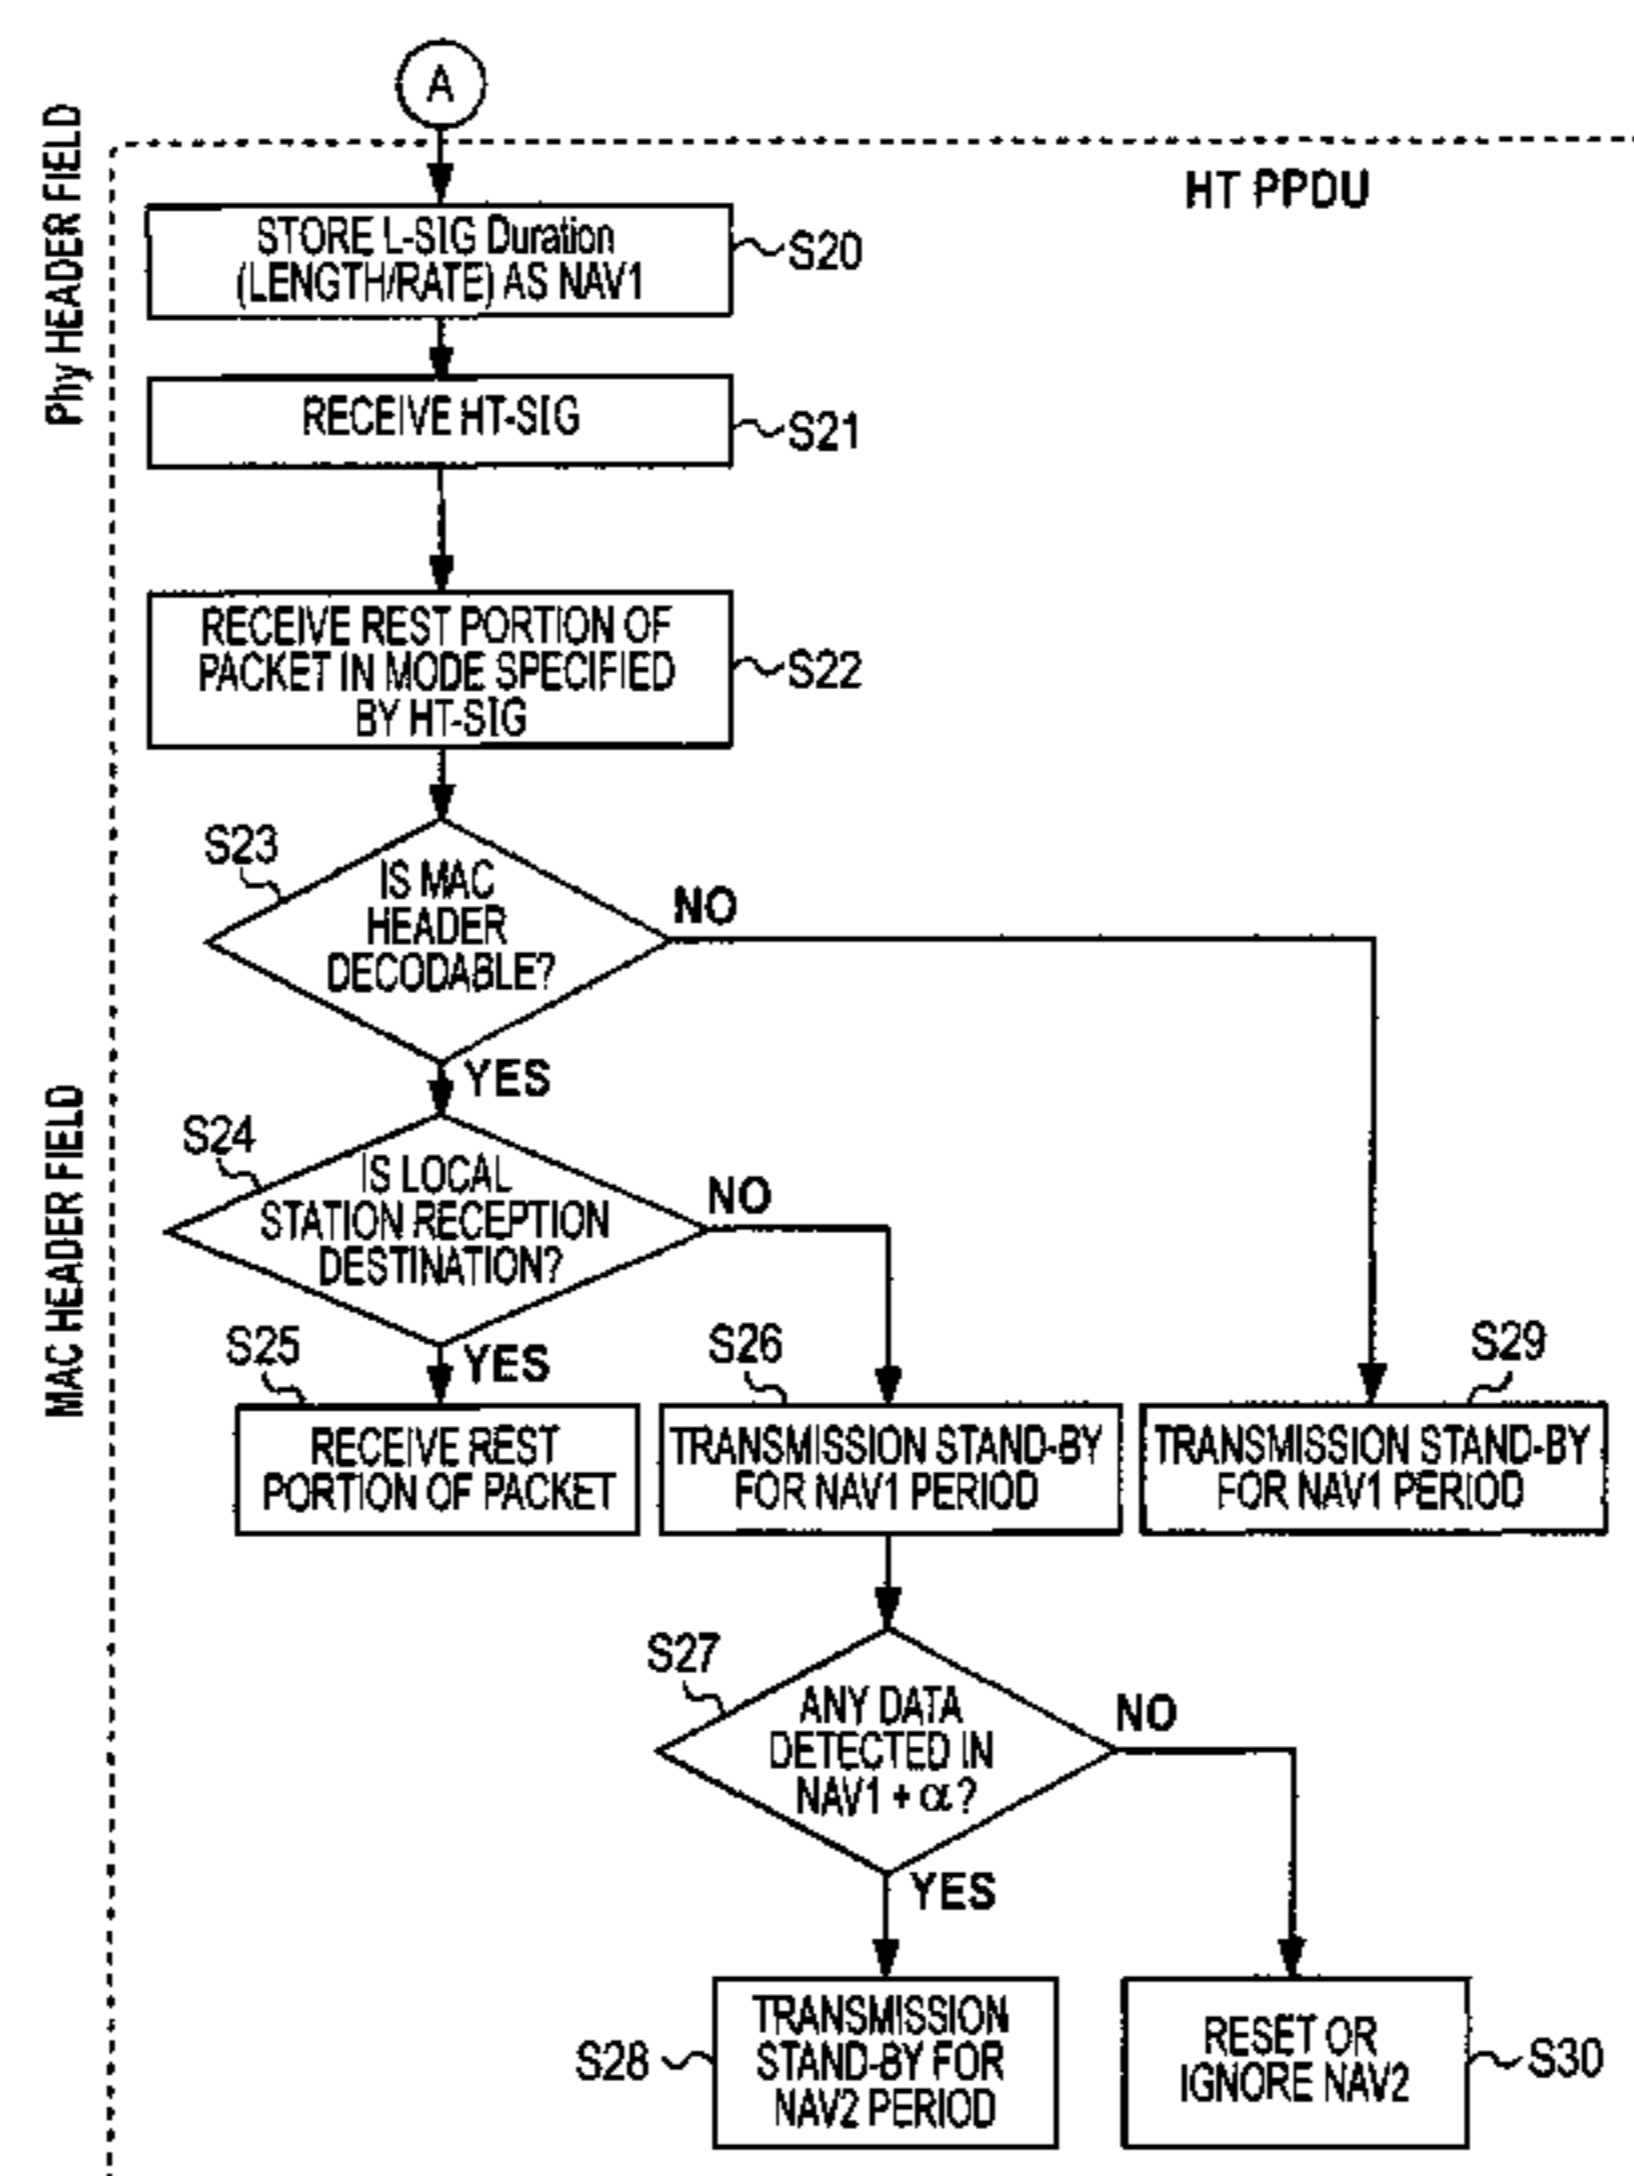 A
Phy HEADER FIELD
HT PPDU
STORE L-SIG Duration
(LENGTH/RATE) AS NAV1
S20
RECEIVE HT-SIG
S21
RECEIVE REST PORTION OF
PACKET IN MODE SPECIFIED
BY HT-SIG
S22
S23
IS MAC
HEADER
DECODABLE?
NO
YES
MAC HEADER FIELD
S24
IS LOCAL
STATION RECEPTION
DESTINATION?
NO
YES
S25
RECEIVE REST
PORTION OF PACKET
S26
TRANSMISSION STAND-BY
FOR NAV1 PERIOD
S29
TRANSMISSION STAND-BY
FOR NAV1 PERIOD
S27
ANY DATA
DETECTED IN
NAV1 + α?
NO
YES
S28
TRANSMISSION
STAND-BY FOR
NAV2 PERIOD
RESET OR
IGNORE NAV2
S30